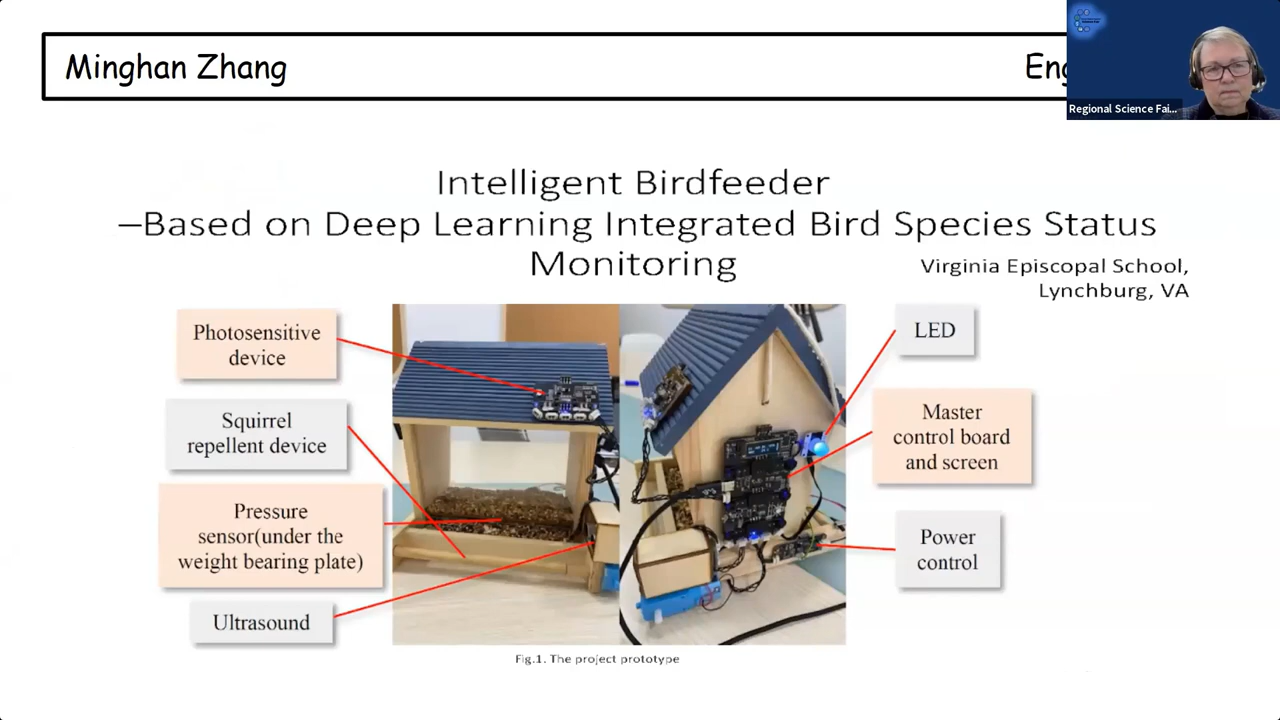 Minghan Zhang
Eng
Regional Science Fai...
Intelligent Birdfeeder
–Based on Deep Learning Integrated Bird Species Status
Monitoring
Virginia Episcopal School,
Lynchburg, VA
Photosensitive
device
Squirrel
repellent device
Pressure
sensor(under the
weight bearing plate)
Ultrasound
LED
Master
control board
and screen
Power
control
Fig.1. The project prototype